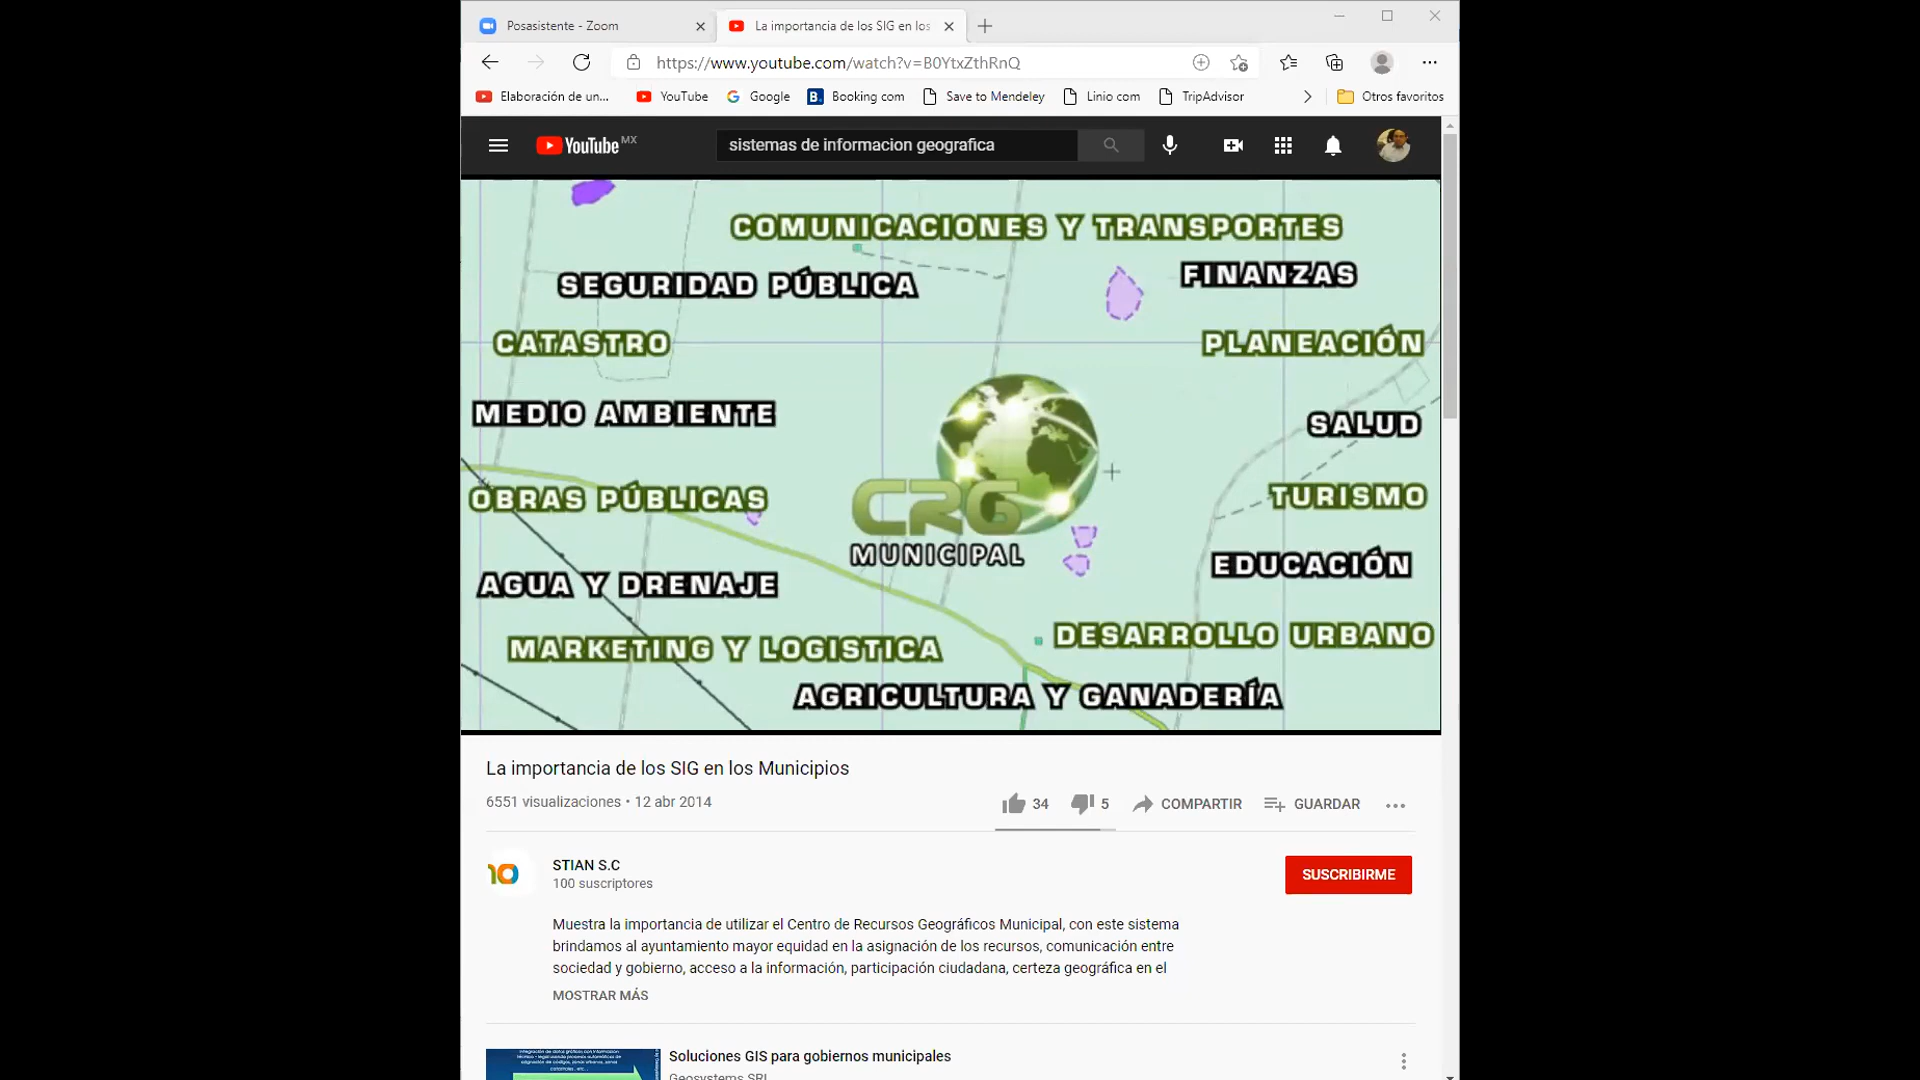 Posasistente - Zoom
La importancia de los SIG en los
https://www.youtube.com/watch?v=B0YtxZthRnQ
Elaboración de un...
YouTube
Google
B.
Booking com
Save to Mendeley
Linio com
TripAdvisor
Otros favoritos
YouTube MX
sistemas de informacion geografica
COMUNICACIONES Y TRANSPORTES
SEGURIDAD PÚBLICA
FINANZAS
CATASTRO
PLANEACIÓN
MEDIO AMBIENTE
SALUD
OBRAS PÚBLICAS
CRG
TURISMO
MUNICIPAL
EDUCACIÓN
AGUA Y DRENAJE
DESARROLLO URBANO
MARKETING Y LOGISTICA
AGRICULTURA Y GANADERÍA
La importancia de los SIG en los Municipios
6551 visualizaciones • 12 abr 2014
34
5
COMPARTIR
GUARDAR
10
STIAN S.C
100 suscriptores
SUSCRIBIRME
Muestra la importancia de utilizar el Centro de Recursos Geográficos Municipal, con este sistema
brindamos al ayuntamiento mayor equidad en la asignación de los recursos, comunicación entre
sociedad y gobierno, acceso a la información, participación ciudadana, certeza geográfica en el
MOSTRAR MÁS
Soluciones GIS para gobiernos municipales
Geosystems SRL